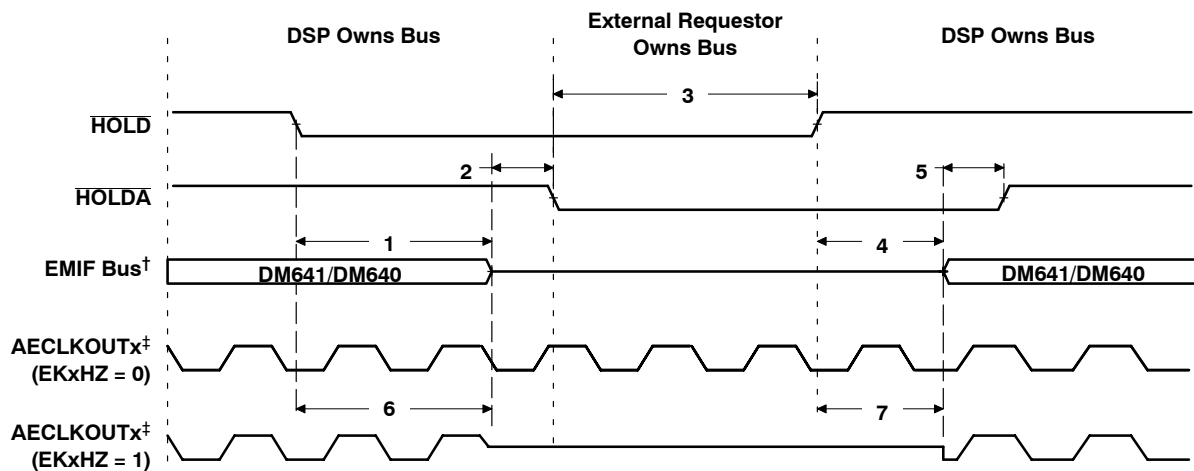 DSP Owns Bus
External Requestor
Owns Bus
DSP Owns Bus
3
HOLD
2
5
HOLDA
1
4
EMIF Bus†
DM641/DM640
DM641/DM640
AECLKOUTx‡
(EKxHZ = 0)
6
7
AECLKOUTx‡
(EKxHZ = 1)